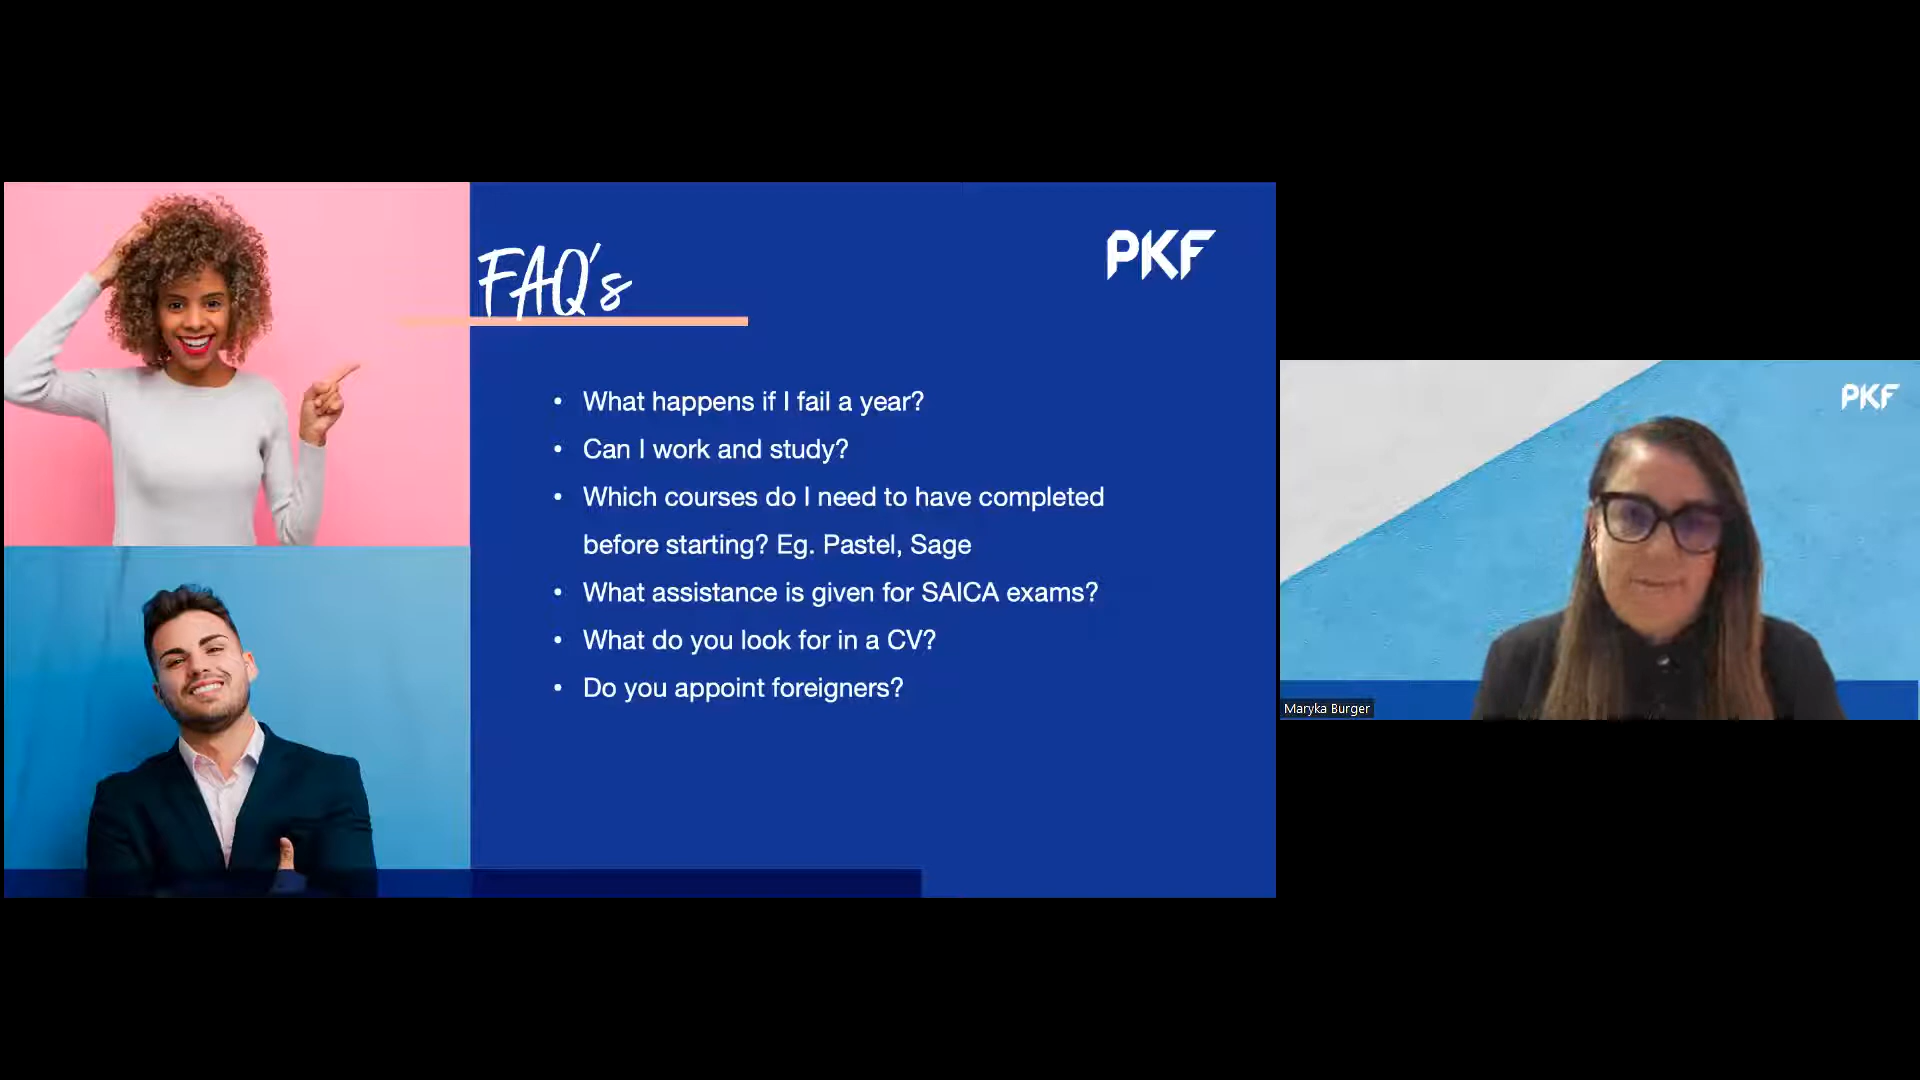 FAQ's
PKF
• What happens if I fail a year?
• Can I work and study?
• Which courses do I need to have completed
before starting? Eg. Pastel, Sage
• What assistance is given for SAICA exams?
• What do you look for in a CV?
• Do you appoint foreigners?
PKF
Maryka Burger